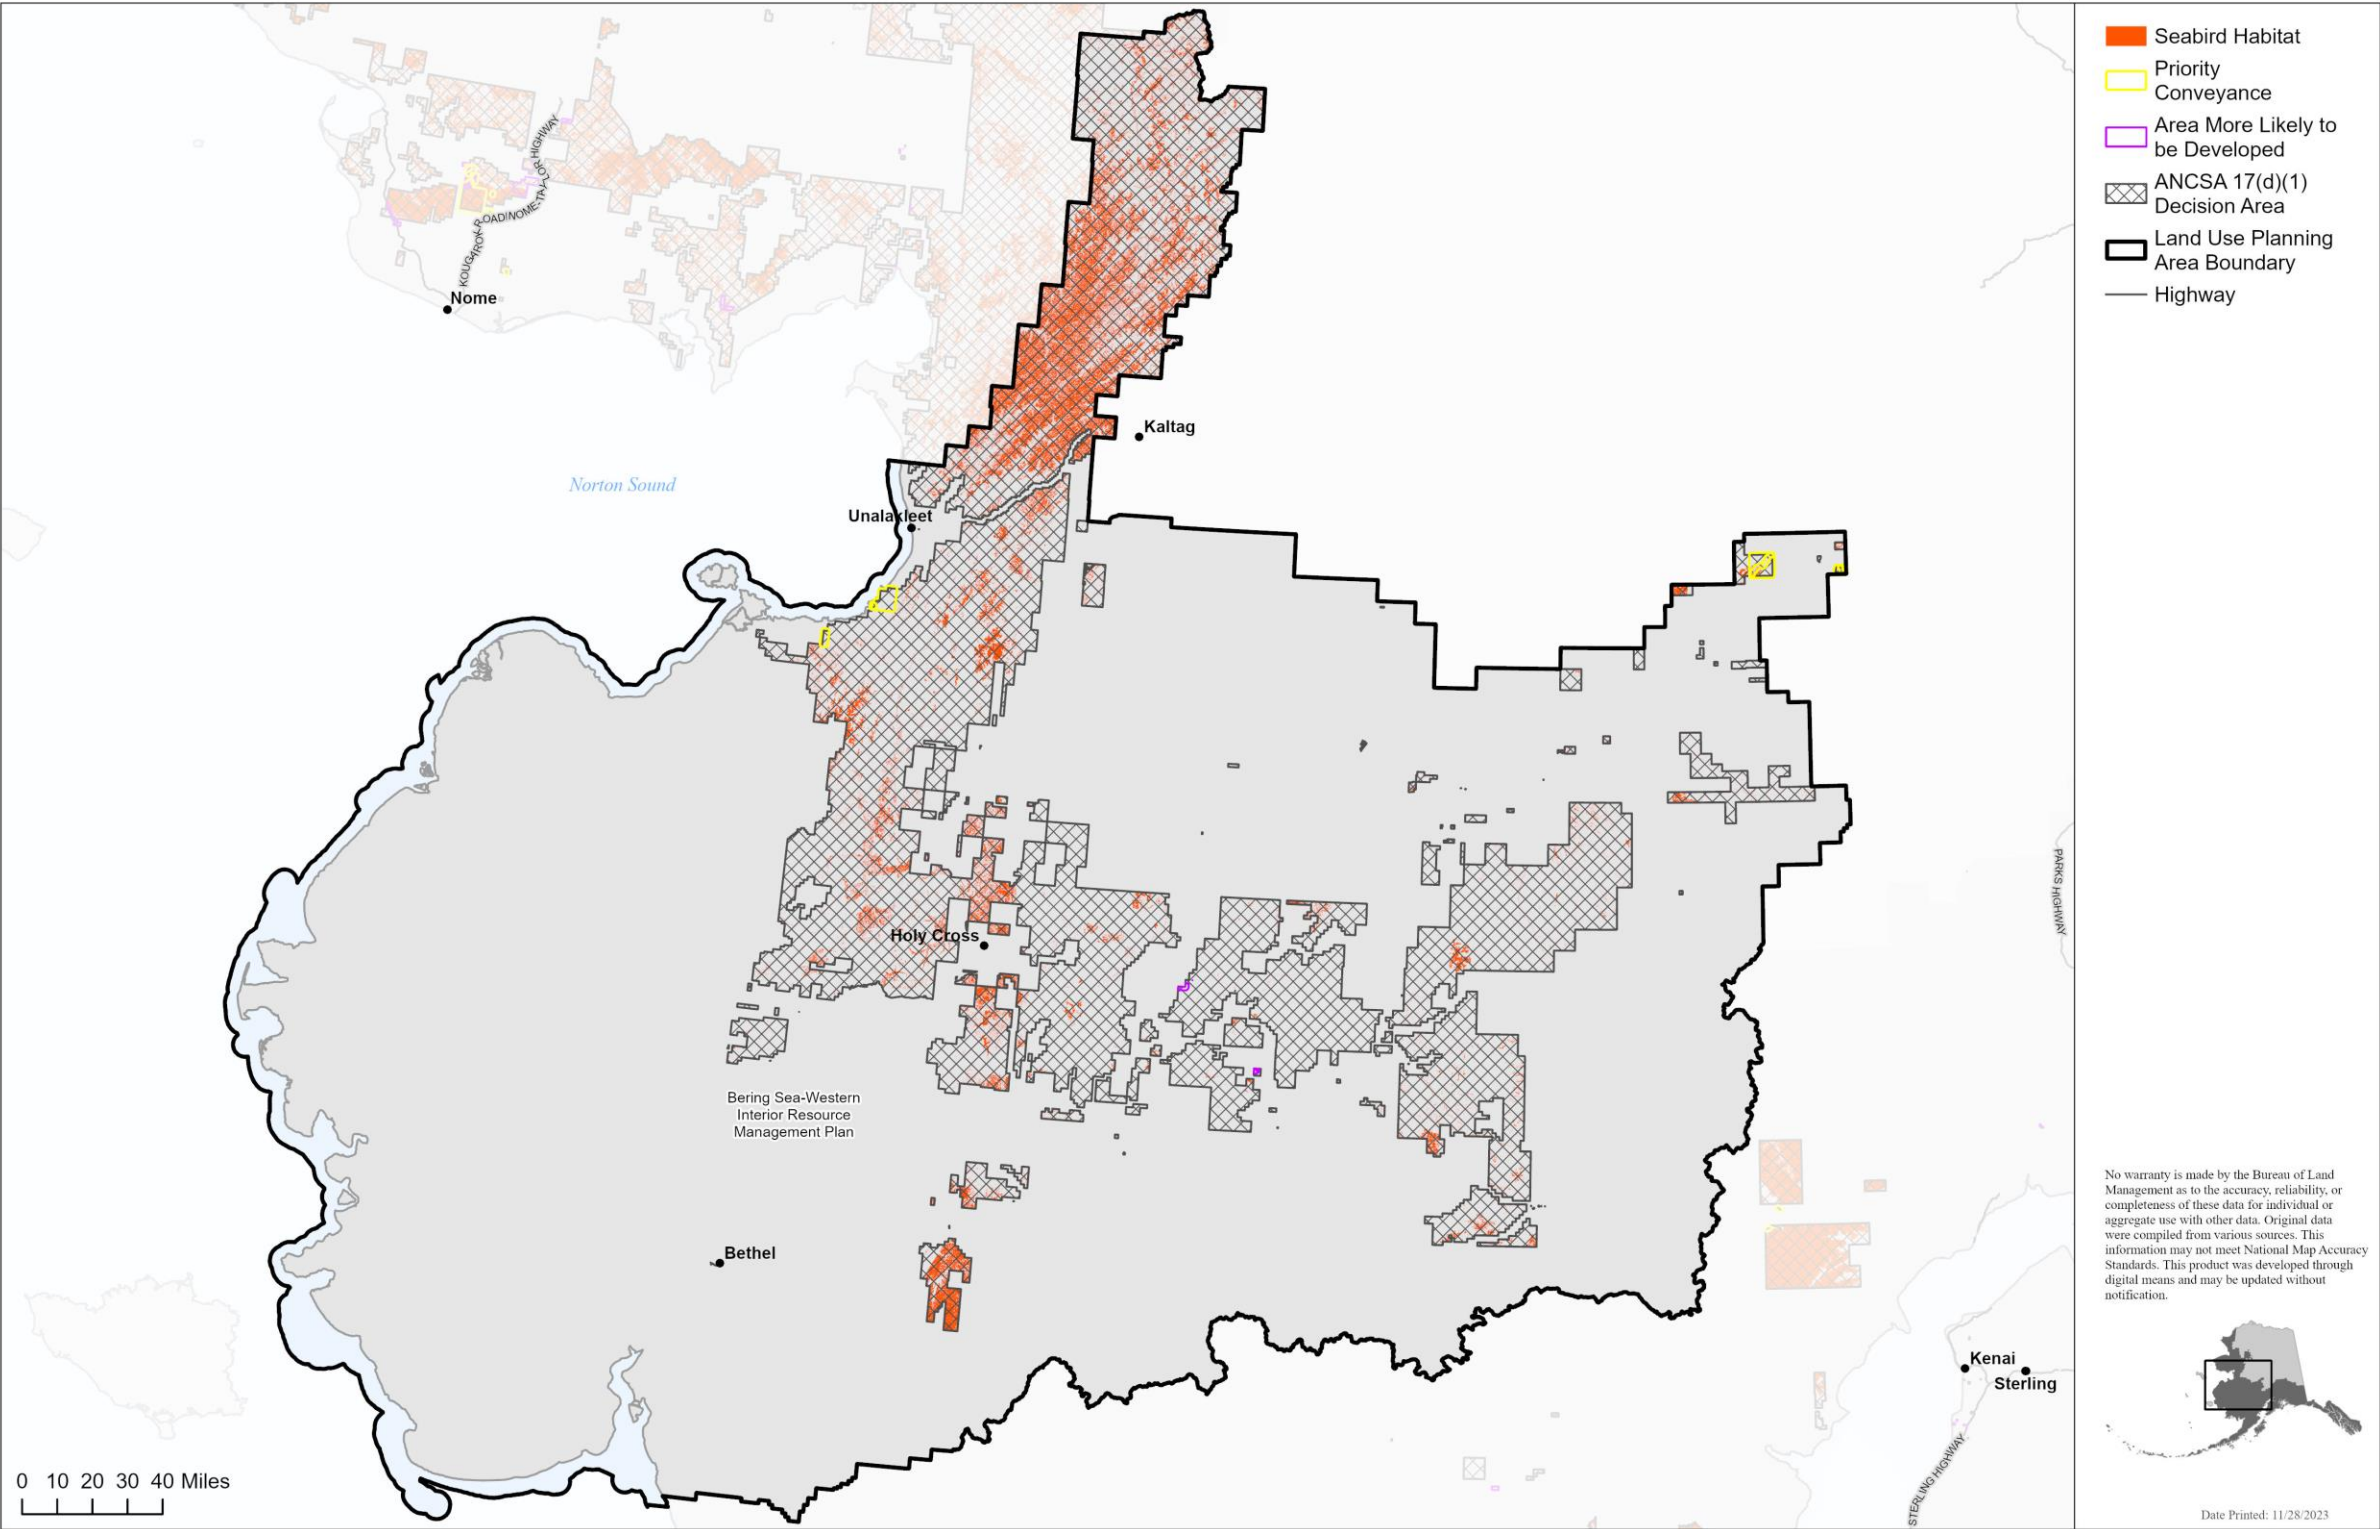 Seabird Habitat
Priority
Conveyance
Area More Likely to
be Developed
ANCSA 17(d)(1)
Decision Area
Land Use Planning
Area Boundary
Highway
KOUGAROK ROAD/NOME-TAYLOR HIGHWAY
Nome
Kaltag
Norton Sound
Unalakleet
PARKS HIGHWAY
Holy Cross
Bering Sea-Western
Interior Resource
Management Plan
Bethel
Kenai
Sterling
STERLING HIGHWAY
0 10 20 30 40 Miles
No warranty is made by the Bureau of Land
Management as to the accuracy, reliability, or
completeness of these data for individual or
aggregate use with other data. Original data
were compiled from various sources. This
information may not meet National Map Accuracy
Standards. This product was developed through
digital means and may be updated without
notification.
Date Printed: 11/28/2023